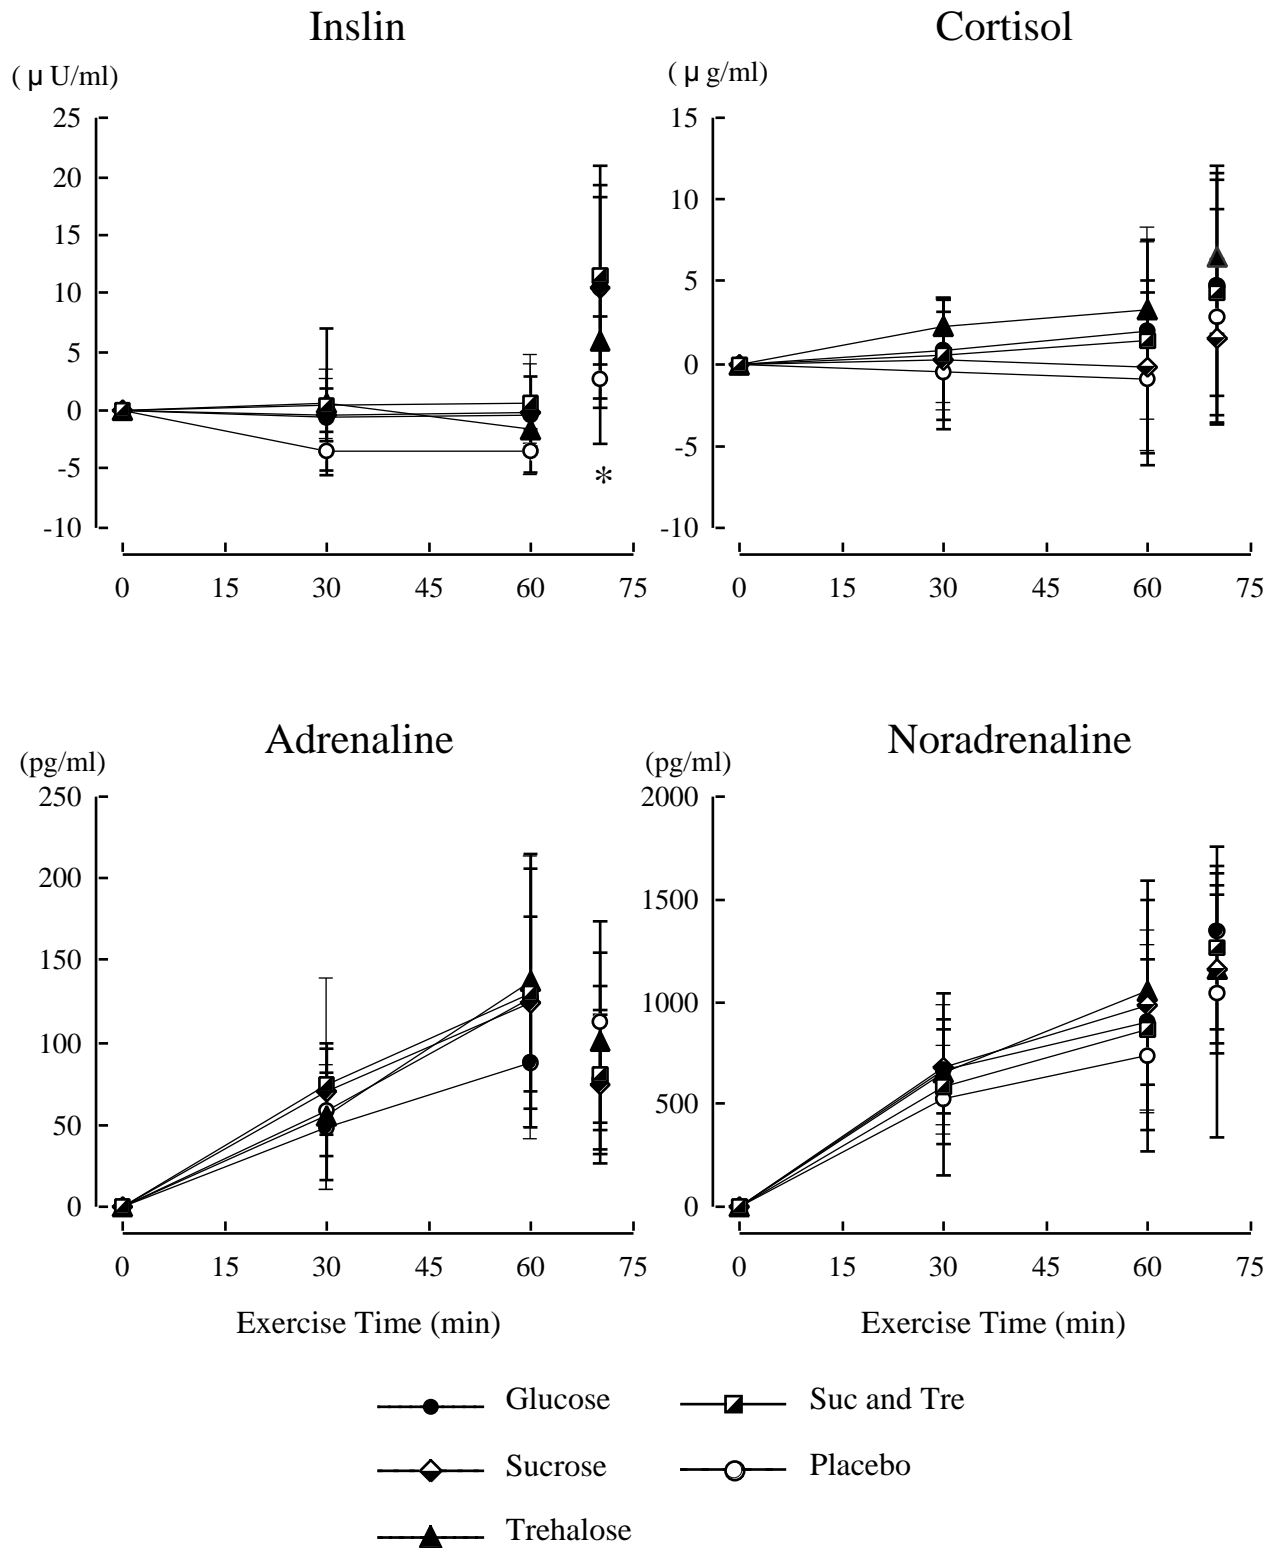 Inslin
( μ U/ml)
25
20
15
10
5
0
-5
-10
*
0 15 30 45 60 75
Cortisol
( μ g/ml)
15
10
5
0
-5
-10
0 15 30 45 60 75
Adrenaline
(pg/ml)
250
200
150
100
50
0
0 15 30 45 60 75
Exercise Time (min)
Noradrenaline
(pg/ml)
2000
1500
1000
500
0
0 15 30 45 60 75
Exercise Time (min)
Glucose
Suc and Tre
Sucrose
Placebo
Trehalose